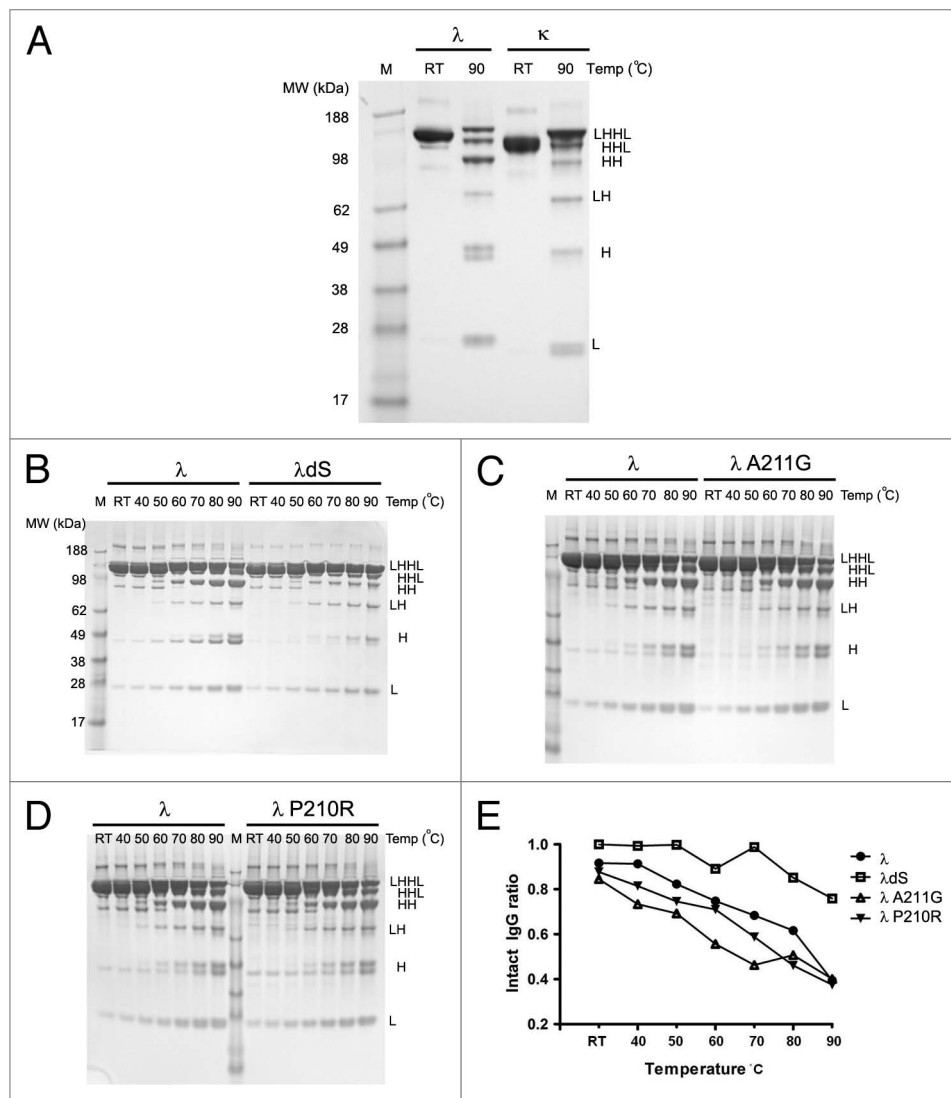 A
λ κ
M RT 90 RT 90 Temp (°C)
MW (kDa)
188
98
62
49
38
28
17
LHHL
HHL
HH
LH
H
L
B
λ λdS
M RT 40 50 60 70 80 90 RT 40 50 60 70 80 90 Temp (°C)
MW (kDa)
188
98
62
49
38
28
17
LHHL
HHL
HH
LH
H
L
C
λ λ A211G
M RT 40 50 60 70 80 90 RT 40 50 60 70 80 90 Temp (°C)
LHHL
HHL
HH
LH
H
L
D
λ λ P210R
RT 40 50 60 70 80 90 M RT 40 50 60 70 80 90 Temp (°C)
LHHL
HHL
HH
LH
H
L
E
Intact IgG ratio
1.0
0.8
0.6
0.4
0.2
RT 40 50 60 70 80 90
Temperature °C
λ
λdS
λ A211G
λ P210R